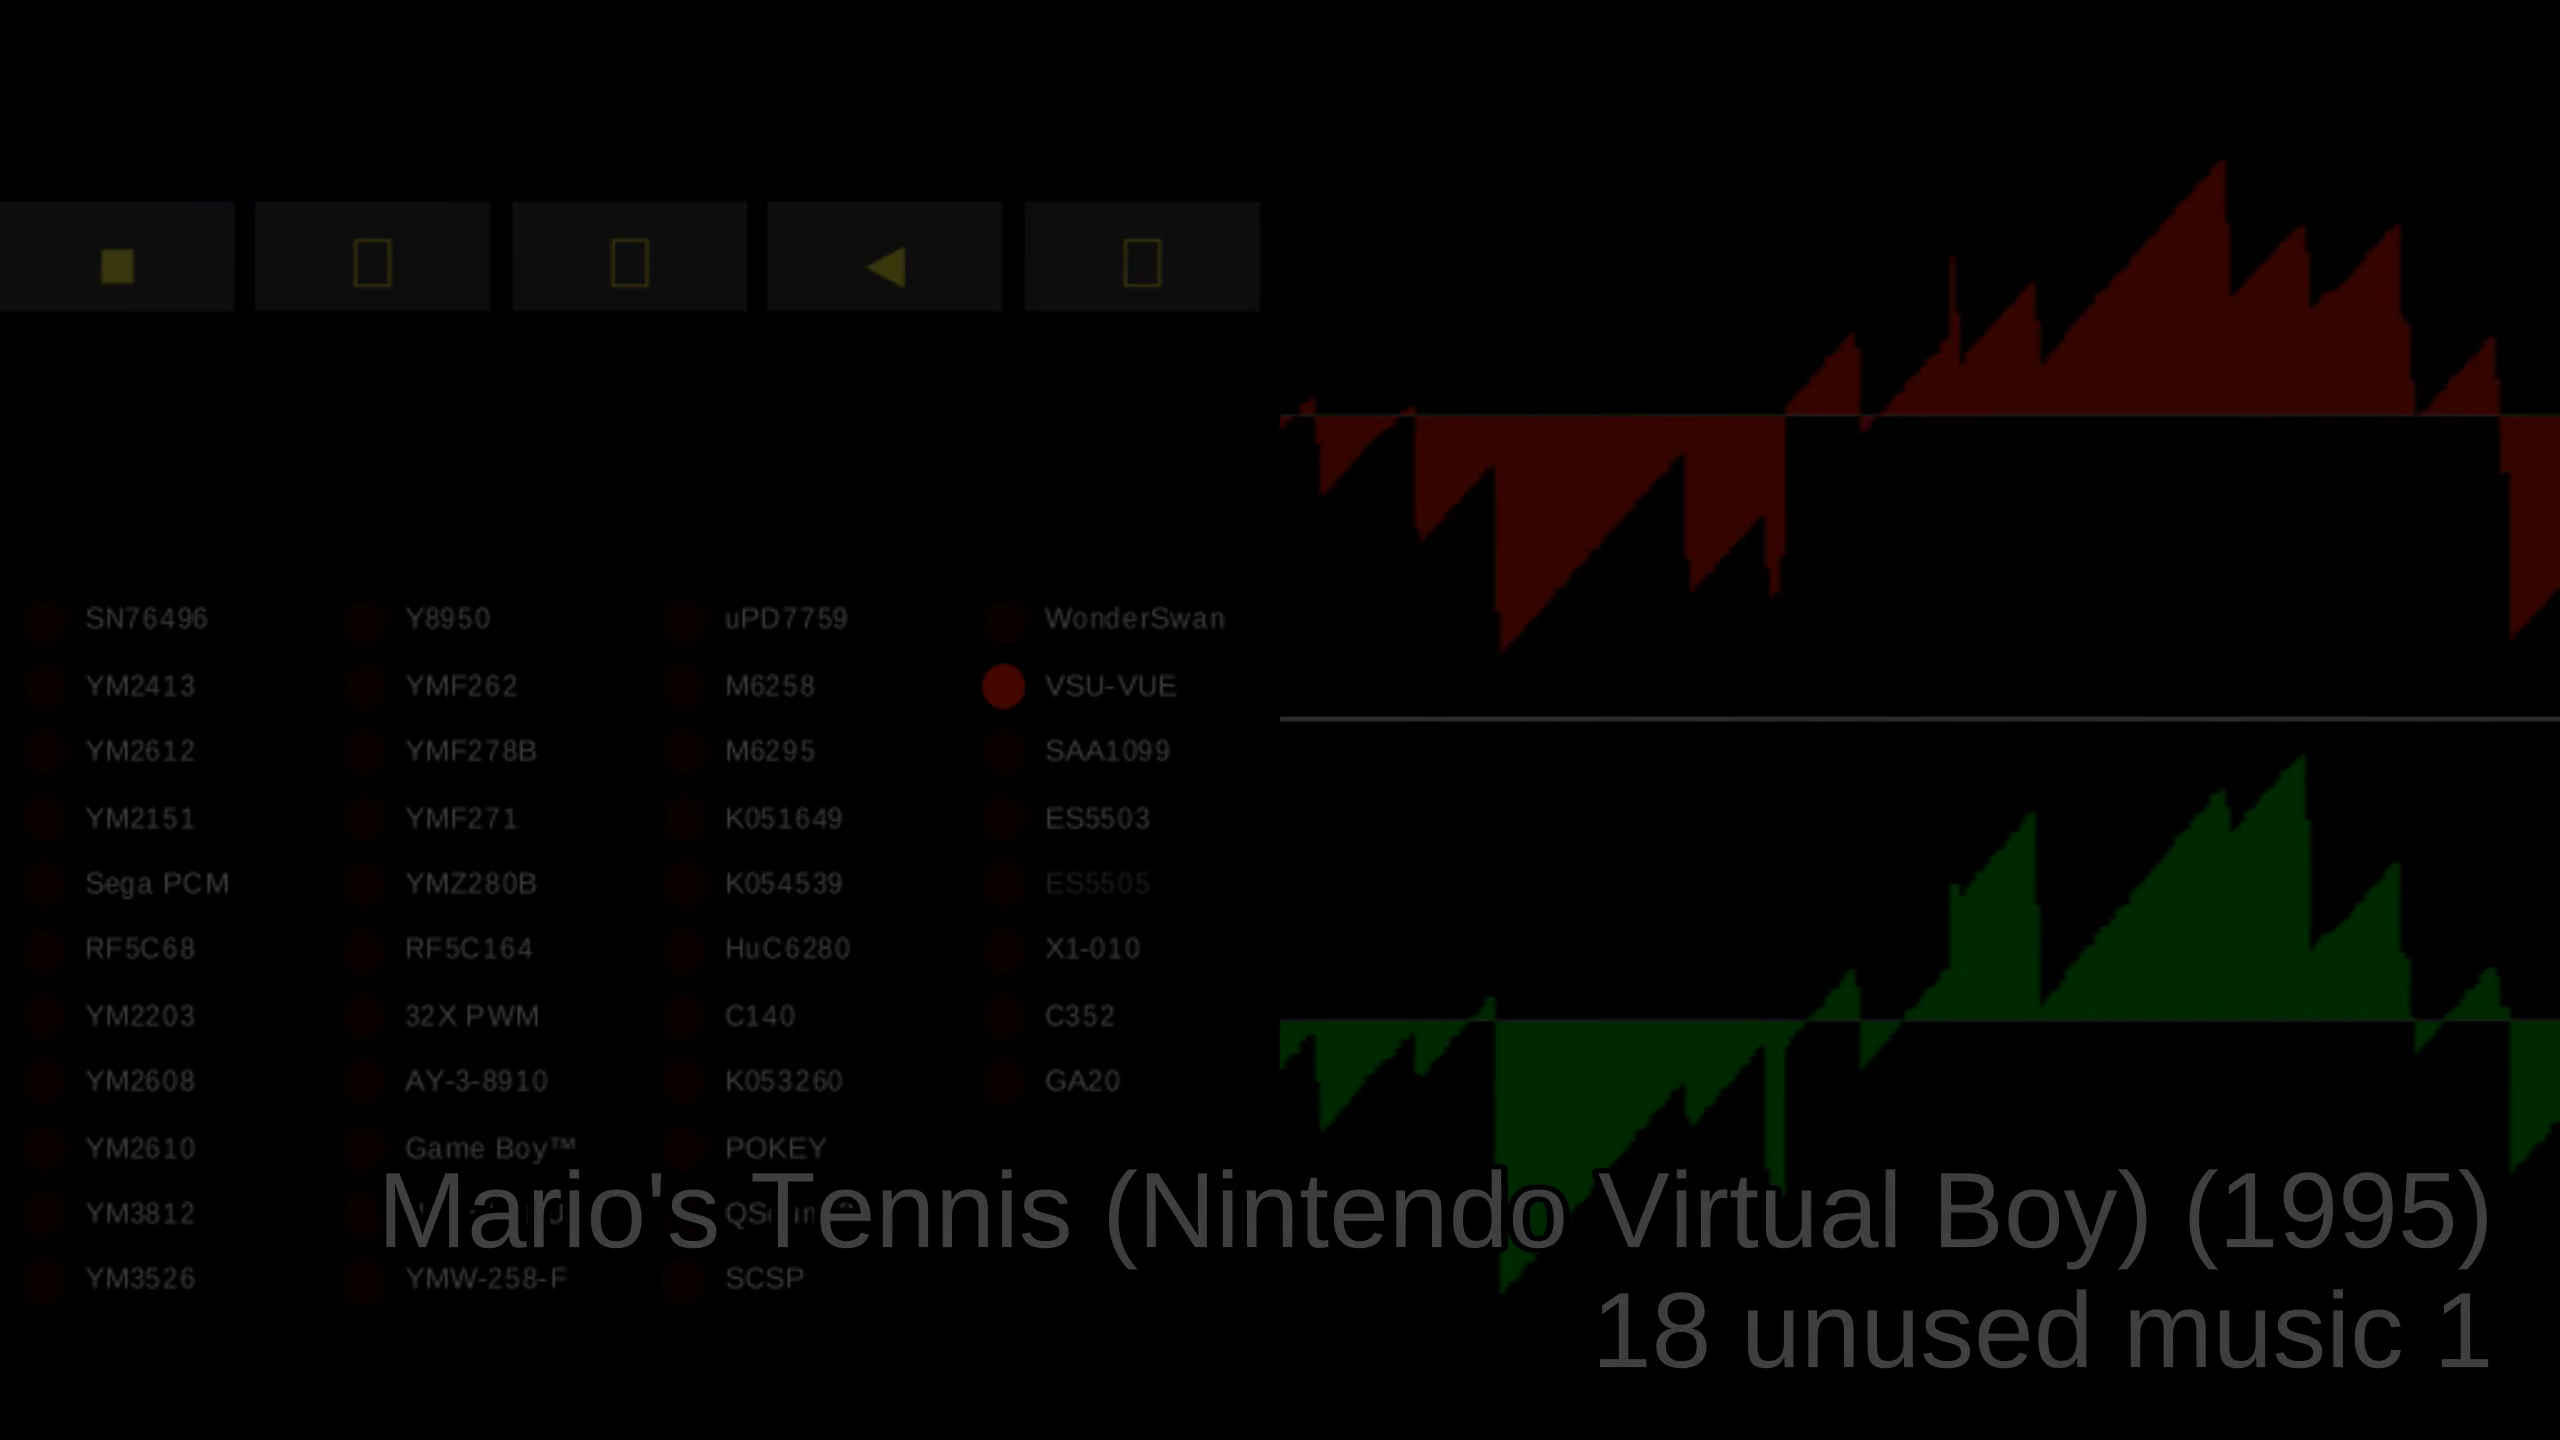 SN76496
Y8950
uPD7759
WonderSwan
YM2413
YMF262
M6258
VSU-VUE
YM2612
YMF278B
M6295
SAA1099
YM2151
YMF271
K051649
ES5503
Sega PCM
YMZ280B
K054539
ES5505
RF5C68
RF5C164
HuC6280
X1-010
YM2203
32X PWM
C140
C352
YM2608
AY-3-8910
K053260
GA20
YM2610
Game Boy™
POKEY
YM3812
YM3526
YMW-258-F
SCSP
Mario's Tennis (Nintendo Virtual Boy) (1995)
18 unused music 1